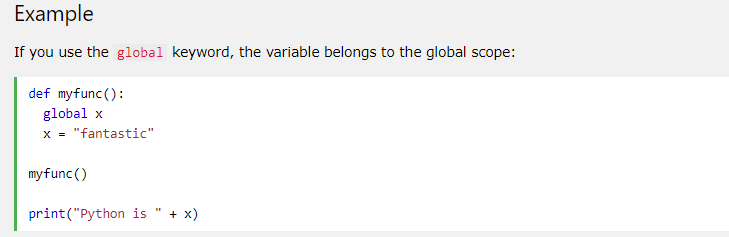 Example
If you use the global keyword, the variable belongs to the global scope:
def myfunc():
  global x
  x = "fantastic"
myfunc()
print("Python is " + x)